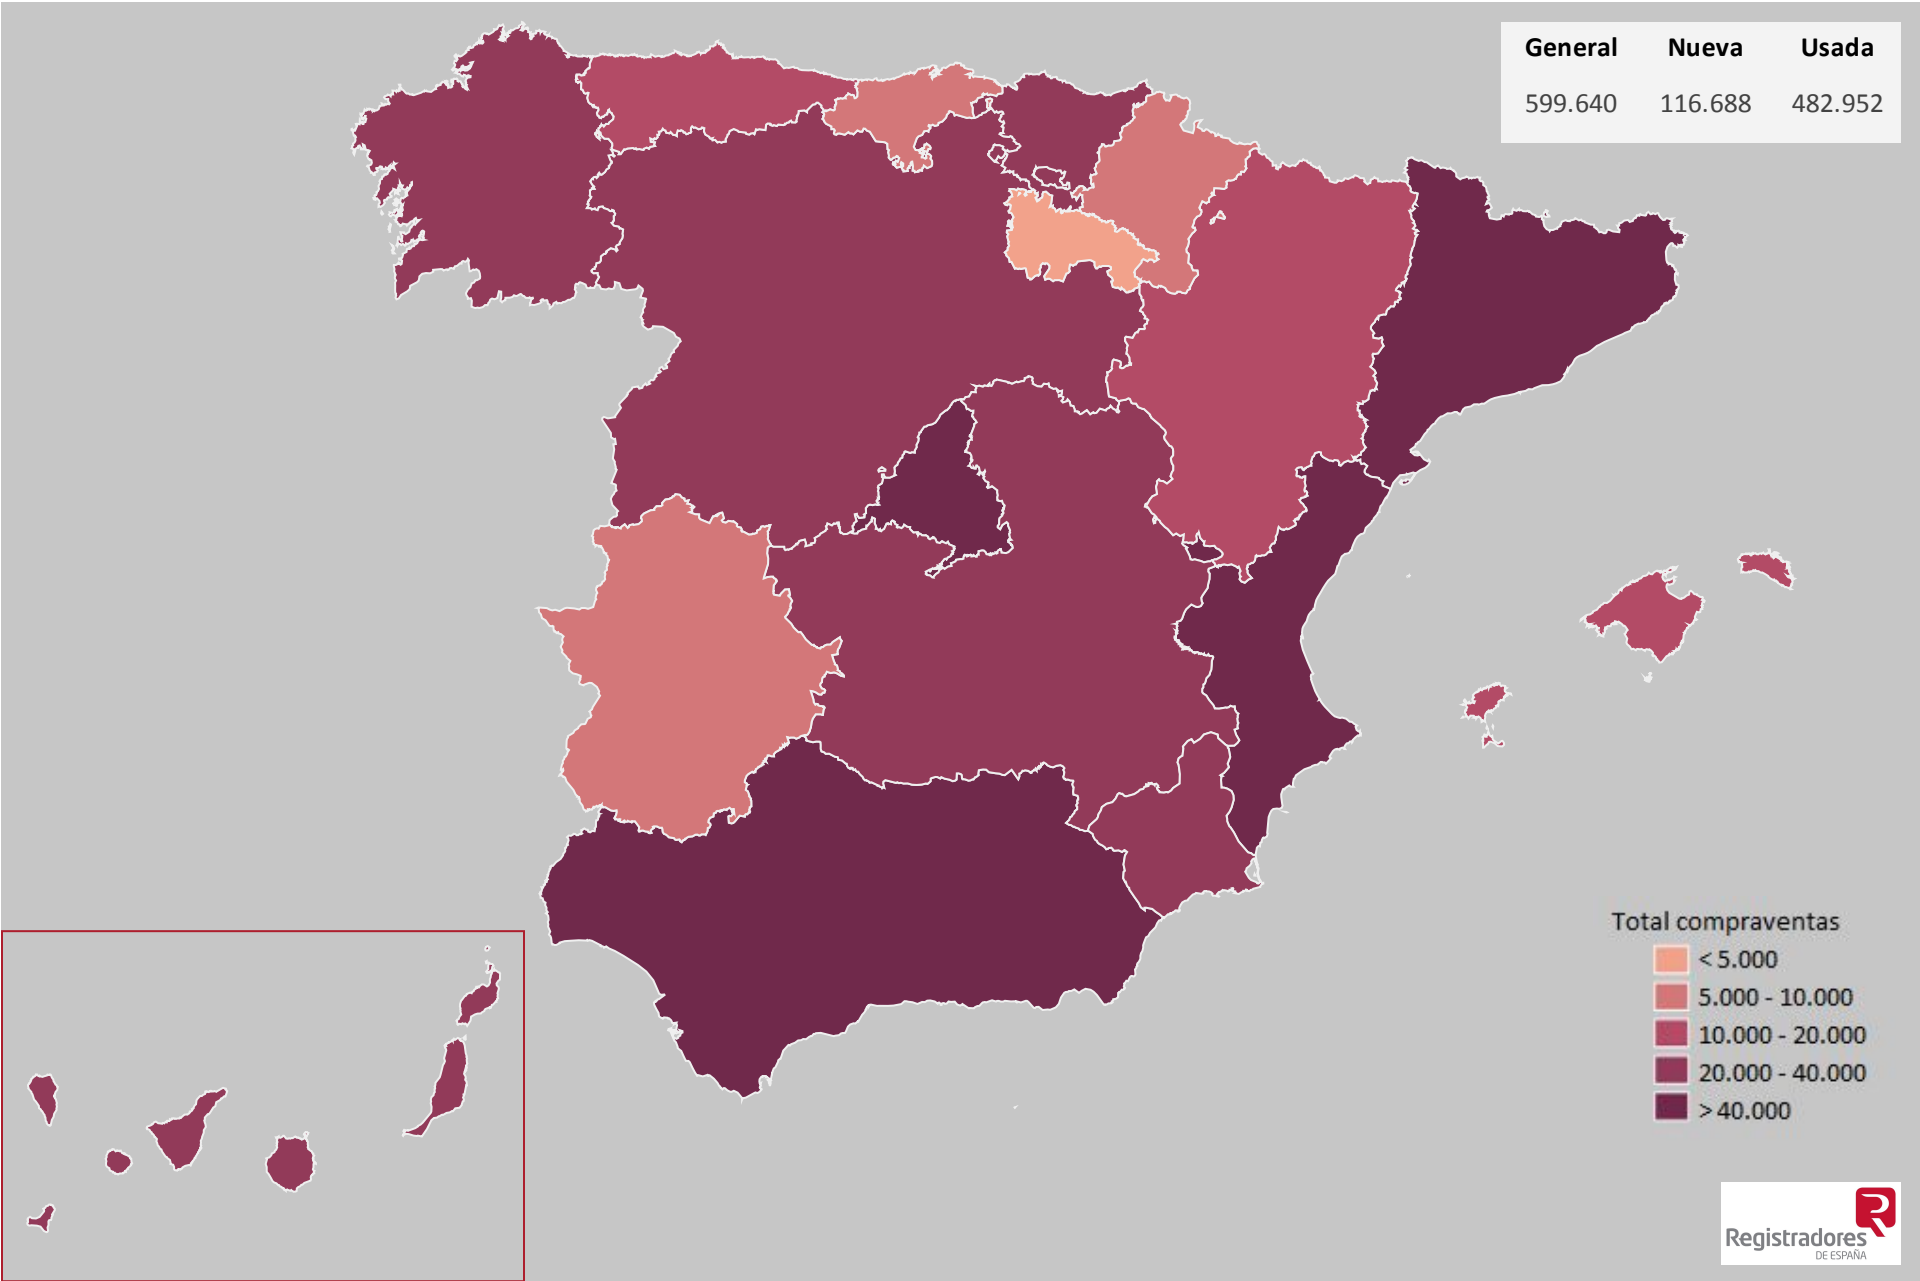 General Nueva Usada
599.640 116.688 482.952
Total compraventas
< 5.000
5.000 - 10.000
10.000 - 20.000
20.000 - 40.000
> 40.000
Registradores
DE ESPAÑA